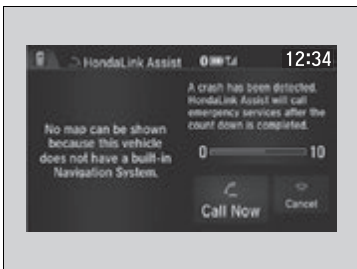 HondaLink Assist
12:34
No map can be shown
because this vehicle
does not have a built-in
Navigation System.
A crash has been detected.
HondaLink Assist will call
emergency services after the
count down is completed.
0 10
Call Now
Cancel